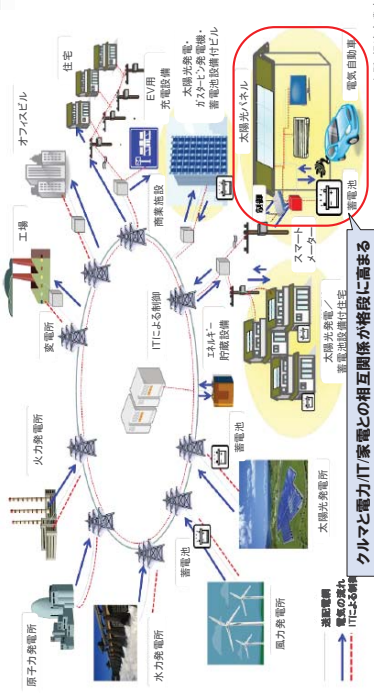 原子力発電所
火力発電所
変電所
工場
オフィスビル
住宅
水力発電所
ITによる制御
EV用
充電設備
商業施設
太陽光発電・
ガスタービン発電機・
蓄電池設備付ビル
蓄電池
エネルギー
貯蔵設備
風力発電所
蓄電池
太陽光発電所
太陽光発電／
蓄電池設備付住宅
スマート
メーター
制御
太陽光パネル
蓄電池
電気自動車
送配電網
電気の流れ
ITによる制御
クルマと電力/IT/家電との相互関係が格段に高まる